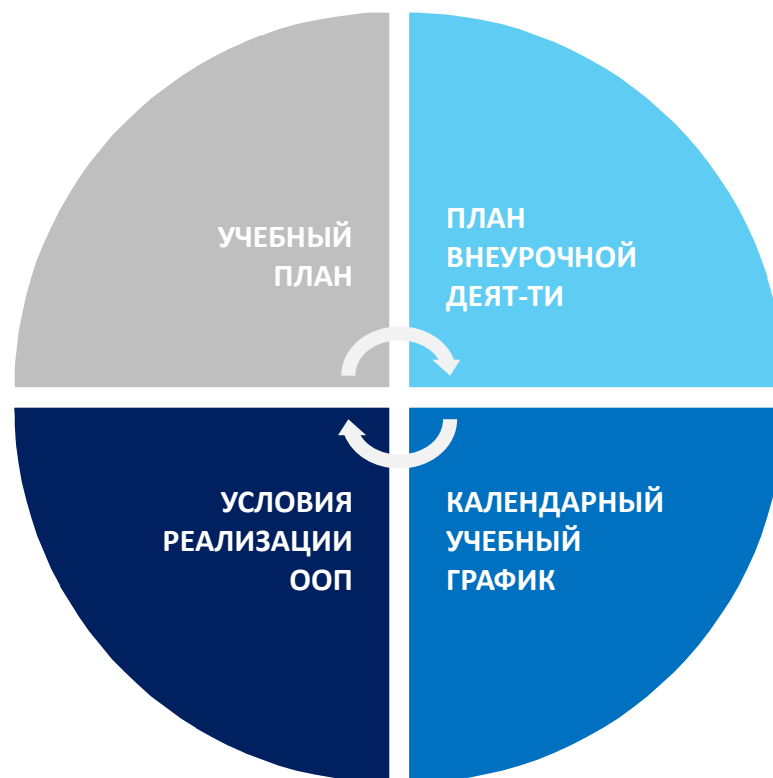 УЧЕБНЫЙ
ПЛАН
ПЛАН
ВНЕУРОЧНОЙ
ДЕЯТ-ТИ
УСЛОВИЯ
РЕАЛИЗАЦИИ
ООП
КАЛЕНДАРНЫЙ
УЧЕБНЫЙ
ГРАФИК